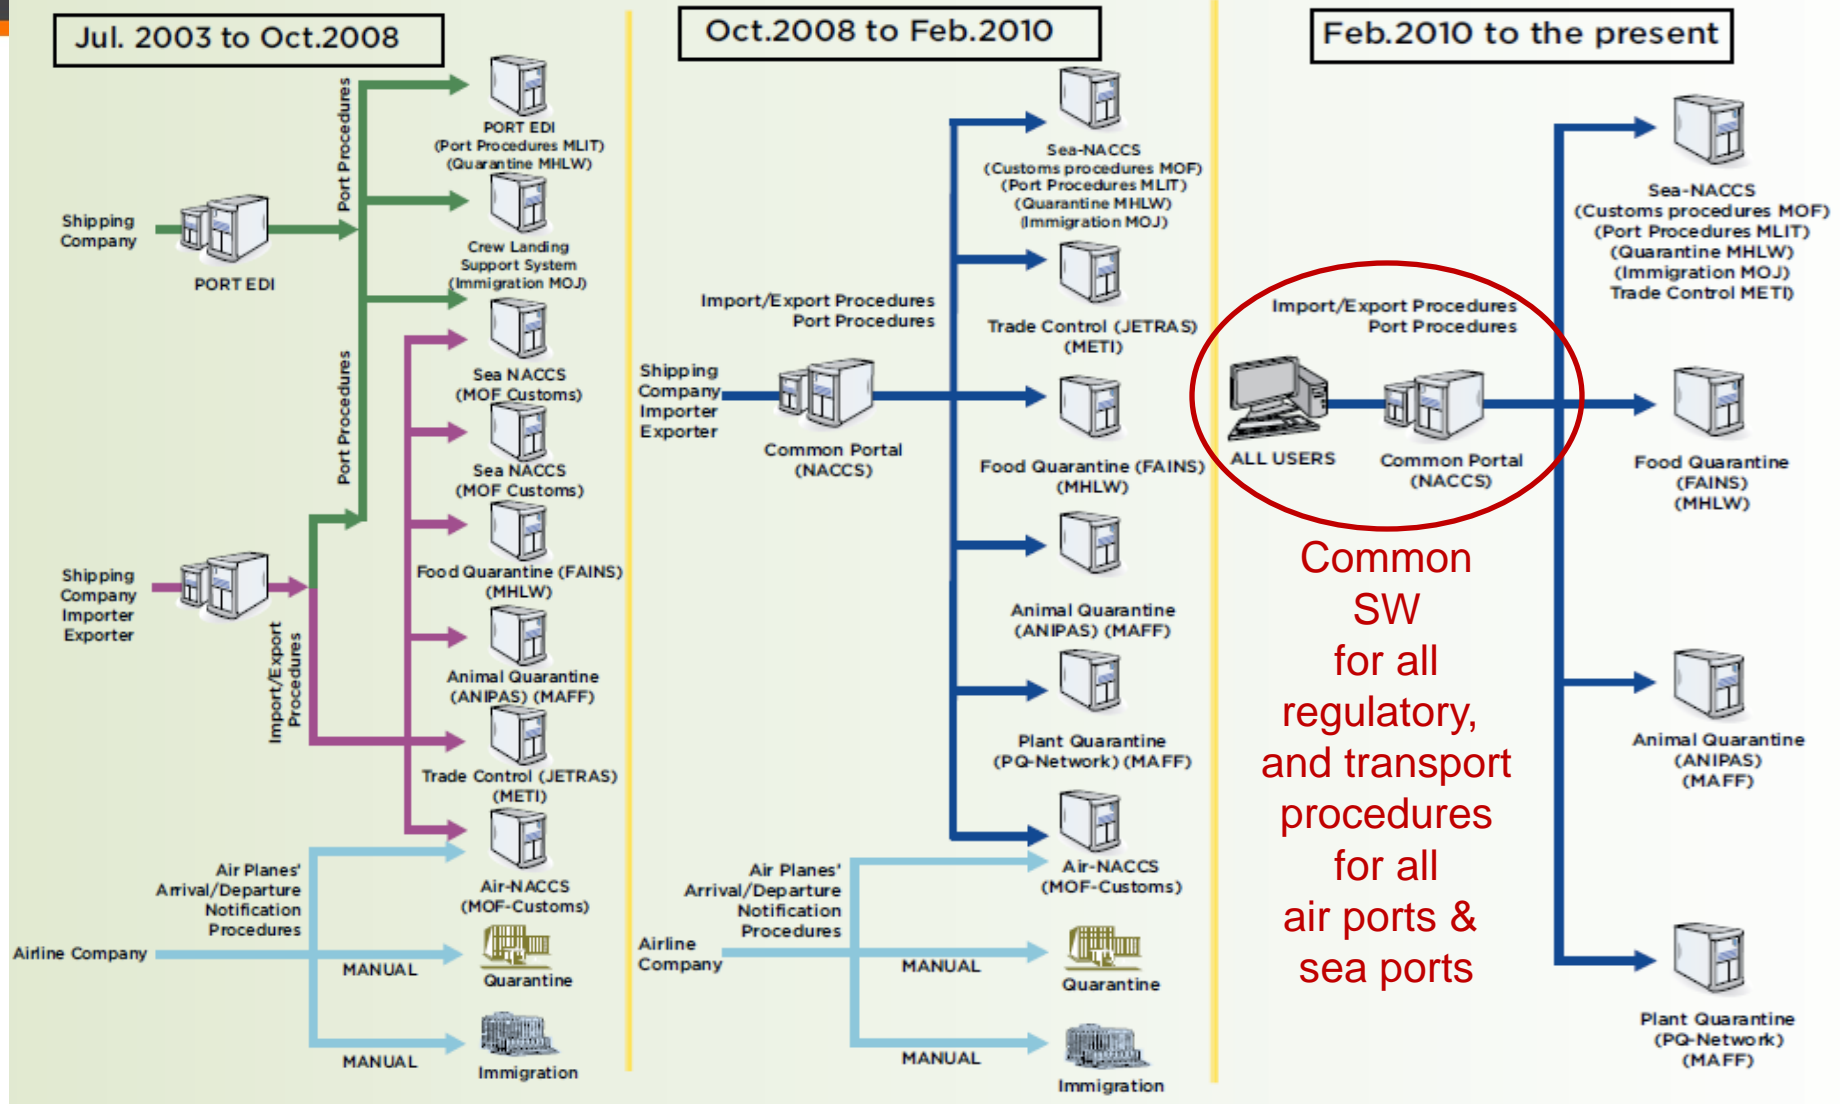 Jul. 2003 to Oct.2008
Port Procedures
PORT EDI
(Port Procedures MLIT)
(Quarantine MHLW)
Shipping
Company
PORT EDI
Crew Landing
Support System
(Immigration MOJ)
Port Procedures
Sea NACCS
(MOF Customs)
Sea NACCS
(MOF Customs)
Food Quarantine (FAINS)
(MHLW)
Shipping
Company
Importer
Exporter
Import/Export
Procedures
Animal Quarantine
(ANIPAS) (MAFF)
Trade Control (JETRAS)
(METI)
Air Planes'
Arrival/Departure
Notification
Procedures
Air-NACCS
(MOF-Customs)
Airline Company
MANUAL
Quarantine
MANUAL
Immigration
Oct.2008 to Feb.2010
Sea-NACCS
(Customs procedures MOF)
(Port Procedures MLIT)
(Quarantine MHLW)
(Immigration MOJ)
Import/Export Procedures
Port Procedures
Trade Control (JETRAS)
(METI)
Shipping
Company
Importer
Exporter
Common Portal
(NACCS)
Food Quarantine (FAINS)
(MHLW)
Animal Quarantine
(ANIPAS) (MAFF)
Plant Quarantine
(PQ-Network) (MAFF)
Air Planes'
Arrival/Departure
Notification
Procedures
Air-NACCS
(MOF-Customs)
Airline
Company
MANUAL
Quarantine
MANUAL
Immigration
Feb.2010 to the present
Sea-NACCS
(Customs procedures MOF)
(Port Procedures MLIT)
(Quarantine MHLW)
(Immigration MOJ)
Trade Control METI)
Import/Export Procedures
Port Procedures
ALL USERS
Common Portal
(NACCS)
Food Quarantine
(FAINS)
(MHLW)
Common
SW
for all
regulatory,
and transport
procedures
for all
air ports &
sea ports
Animal Quarantine
(ANIPAS)
(MAFF)
Plant Quarantine
(PQ-Network)
(MAFF)